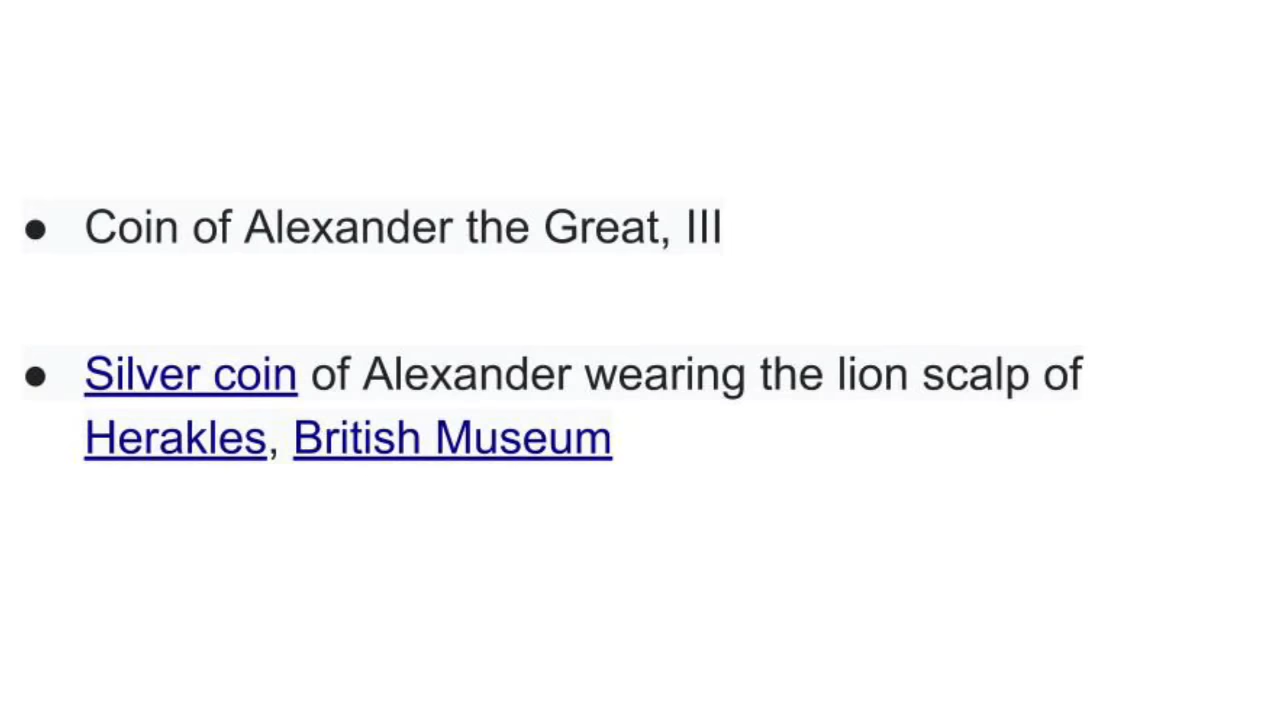 ● Coin of Alexander the Great, III
● Silver coin of Alexander wearing the lion scalp of
Herakles, British Museum